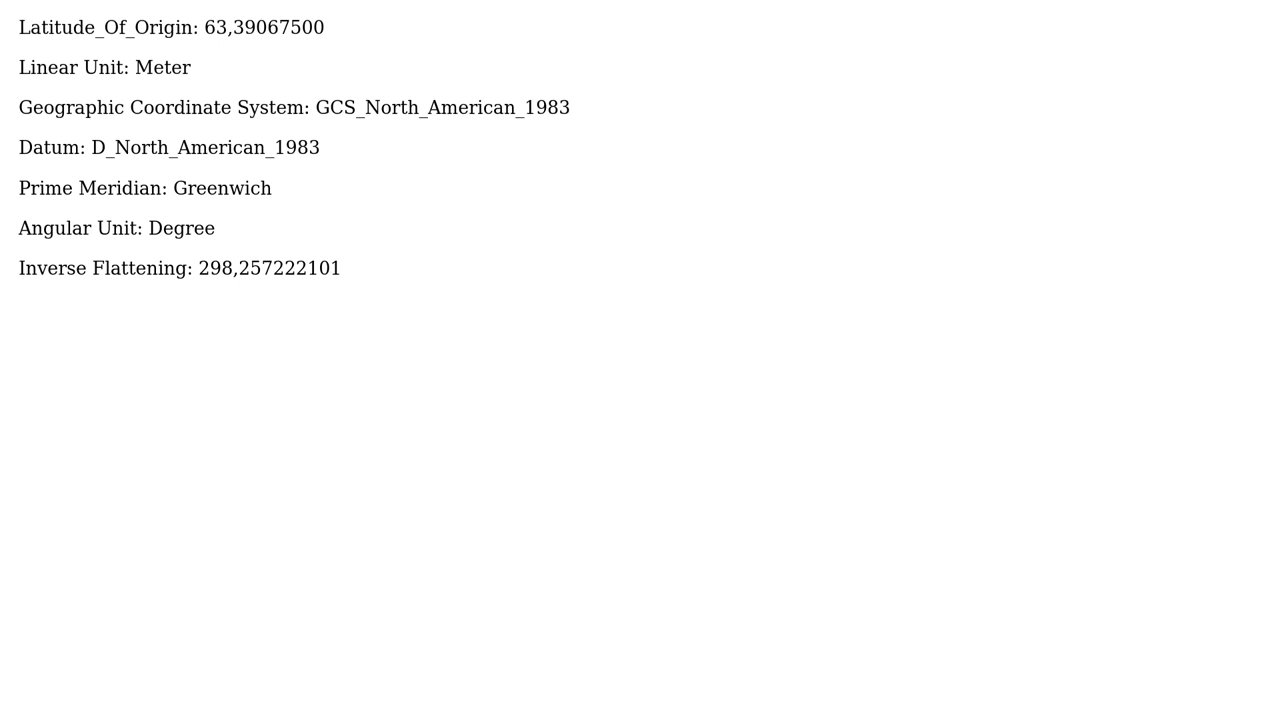 Latitude_Of_Origin: 63,39067500
Linear Unit: Meter
Geographic Coordinate System: GCS_North_American_1983
Datum: D_North_American_1983
Prime Meridian: Greenwich
Angular Unit: Degree
Inverse Flattening: 298,257222101